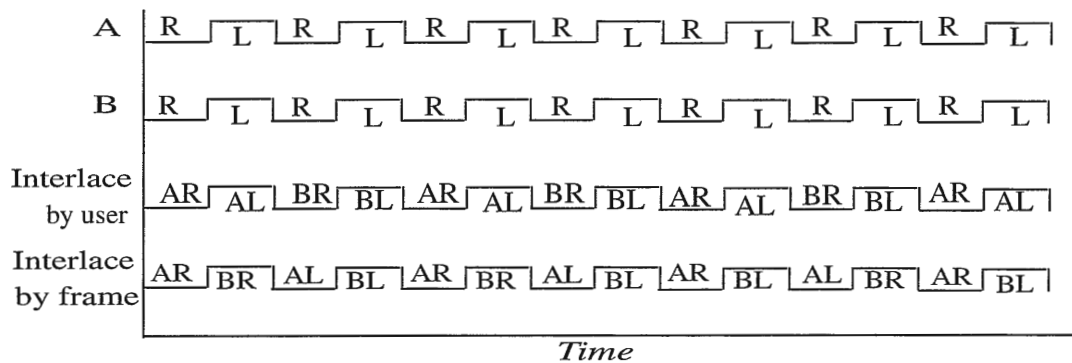 A R L R L R L R L R L R L R L
B R L R L R L R L R L R L R L
Interlace by user AR AL BR BL AR AL BR BL AR AL BR BL AR AL
Interlace by frame AR BR AL BL AR BR AL BL AR BL AL BR AR BL
Time